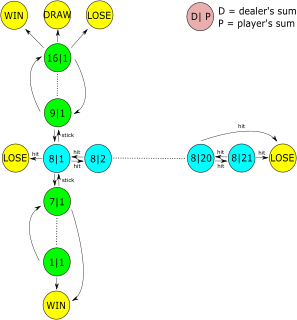 WIN DRAW LOSE
D| P
D = dealer's sum
P = player's sum
16|1
9|1
hit
stick
LOSE hit 8|1 hit hit 8|2 8|20 hit hit 8|21 hit LOSE
stick
7|1
1|1
WIN